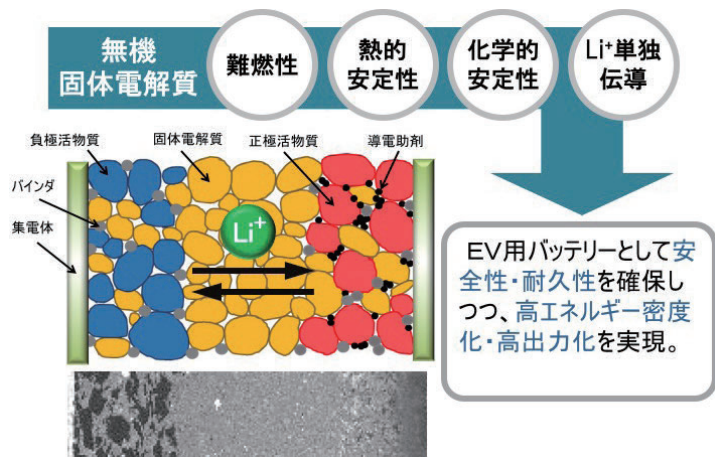 無機
固体電解質
難燃性
熱的
安定性
化学的
安定性
Li⁺単独
伝導
負極活物質
固体電解質
正極活物質
導電助剤
バインダ
集電体
Li⁺
EV用バッテリーとして安
全性・耐久性を確保し
つつ、高エネルギー密度
化・高出力化を実現。